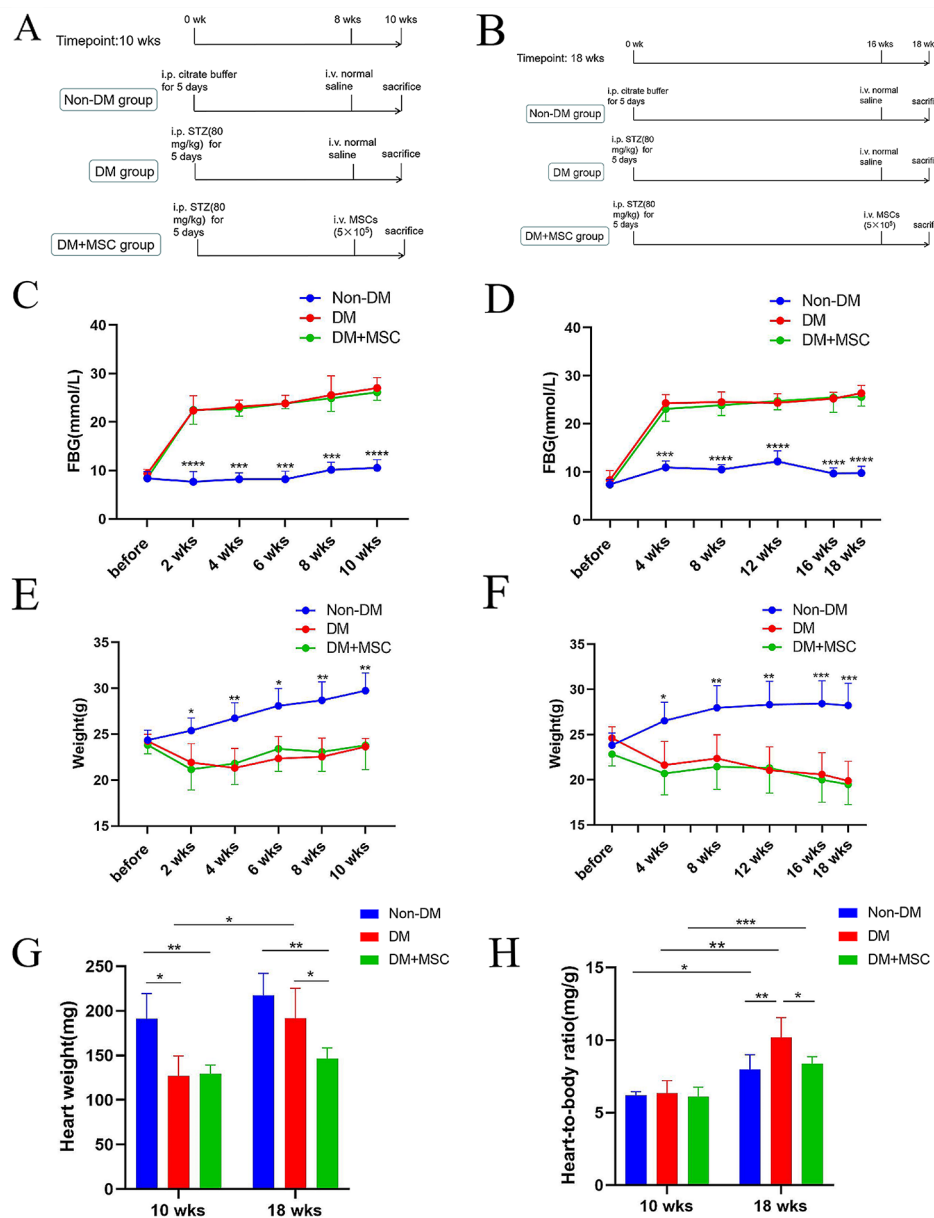 A
Timepoint:10 wks
0 wk
8 wks
10 wks
Non-DM group
i.p. citrate buffer
for 5 days
i.v. normal
saline
sacrifice
DM group
i.p. STZ(80
mg/kg) for
5 days
i.v. normal
saline
sacrifice
DM+MSC group
i.p. STZ(80
mg/kg) for
5 days
i.v. MSCs
(5×10⁵)
sacrifice
B
Timepoint: 18 wks
0 wk
16 wks
18 wk
Non-DM group
i.p. citrate buffer
for 5 days
i.v. normal
saline
sacrifi
DM group
i.p. STZ(80
mg/kg) for
5 days
i.v. normal
saline
sacrifi
DM+MSC group
i.p. STZ(80
mg/kg) for
5 days
i.v. MSCs
(5×10⁵)
sacrif
C
Non-DM
DM
DM+MSC
FBG(mmol/L)
40
30
20
10
0
**** *** *** *** ****
before
2 wks
4 wks
6 wks
8 wks
10 wks
D
Non-DM
DM
DM+MSC
FBG(mmol/L)
40
30
20
10
0
*** **** **** **** ****
before
4 wks
8 wks
12 wks
16 wks
18 wks
E
Non-DM
DM
DM+MSC
Weight(g)
35
30
25
20
15
* ** * ** **
before
2 wks
4 wks
6 wks
8 wks
10 wks
F
Non-DM
DM
DM+MSC
Weight(g)
35
30
25
20
15
* ** ** *** ***
before
4 wks
8 wks
12 wks
16 wks
18 wks
G
Non-DM
DM
DM+MSC
Heart weight(mg)
250
200
150
100
50
0
*
** **
* *
10 wks
18 wks
H
Non-DM
DM
DM+MSC
Heart-to-body ratio(mg/g)
15
10
5
0
***
**
*
** *
10 wks
18 wks